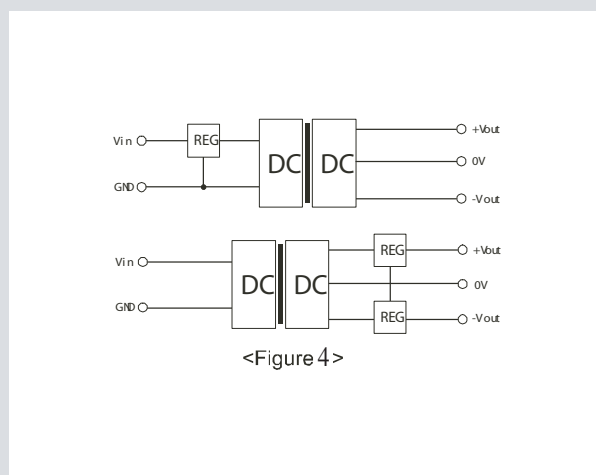 Vin
REG
+Vout
DC DC
0V
GND
-Vout
Vin
REG
+Vout
DC DC
0V
GND
REG
-Vout
<Figure 4>